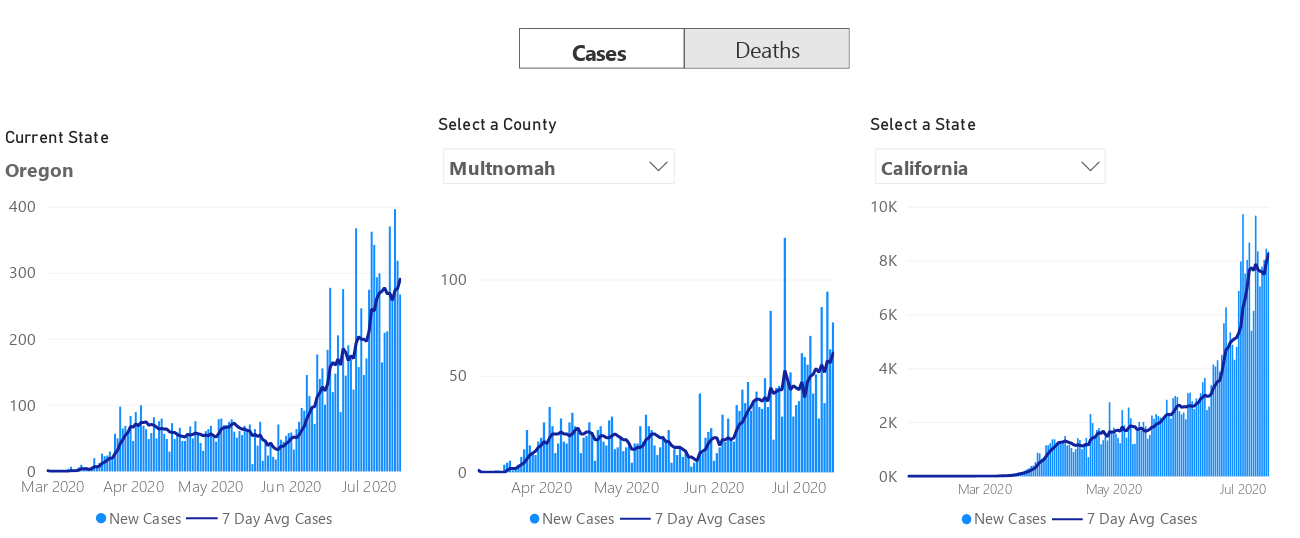 Cases Deaths
Current State
Oregon
400
300
200
100
0
Mar 2020 Apr 2020 May 2020 Jun 2020 Jul 2020
New Cases 7 Day Avg Cases
Select a County
Multnomah
100
50
0
Apr 2020 May 2020 Jun 2020 Jul 2020
New Cases 7 Day Avg Cases
Select a State
California
10K
8K
6K
4K
2K
0K
Mar 2020 May 2020 Jul 2020
New Cases 7 Day Avg Cases